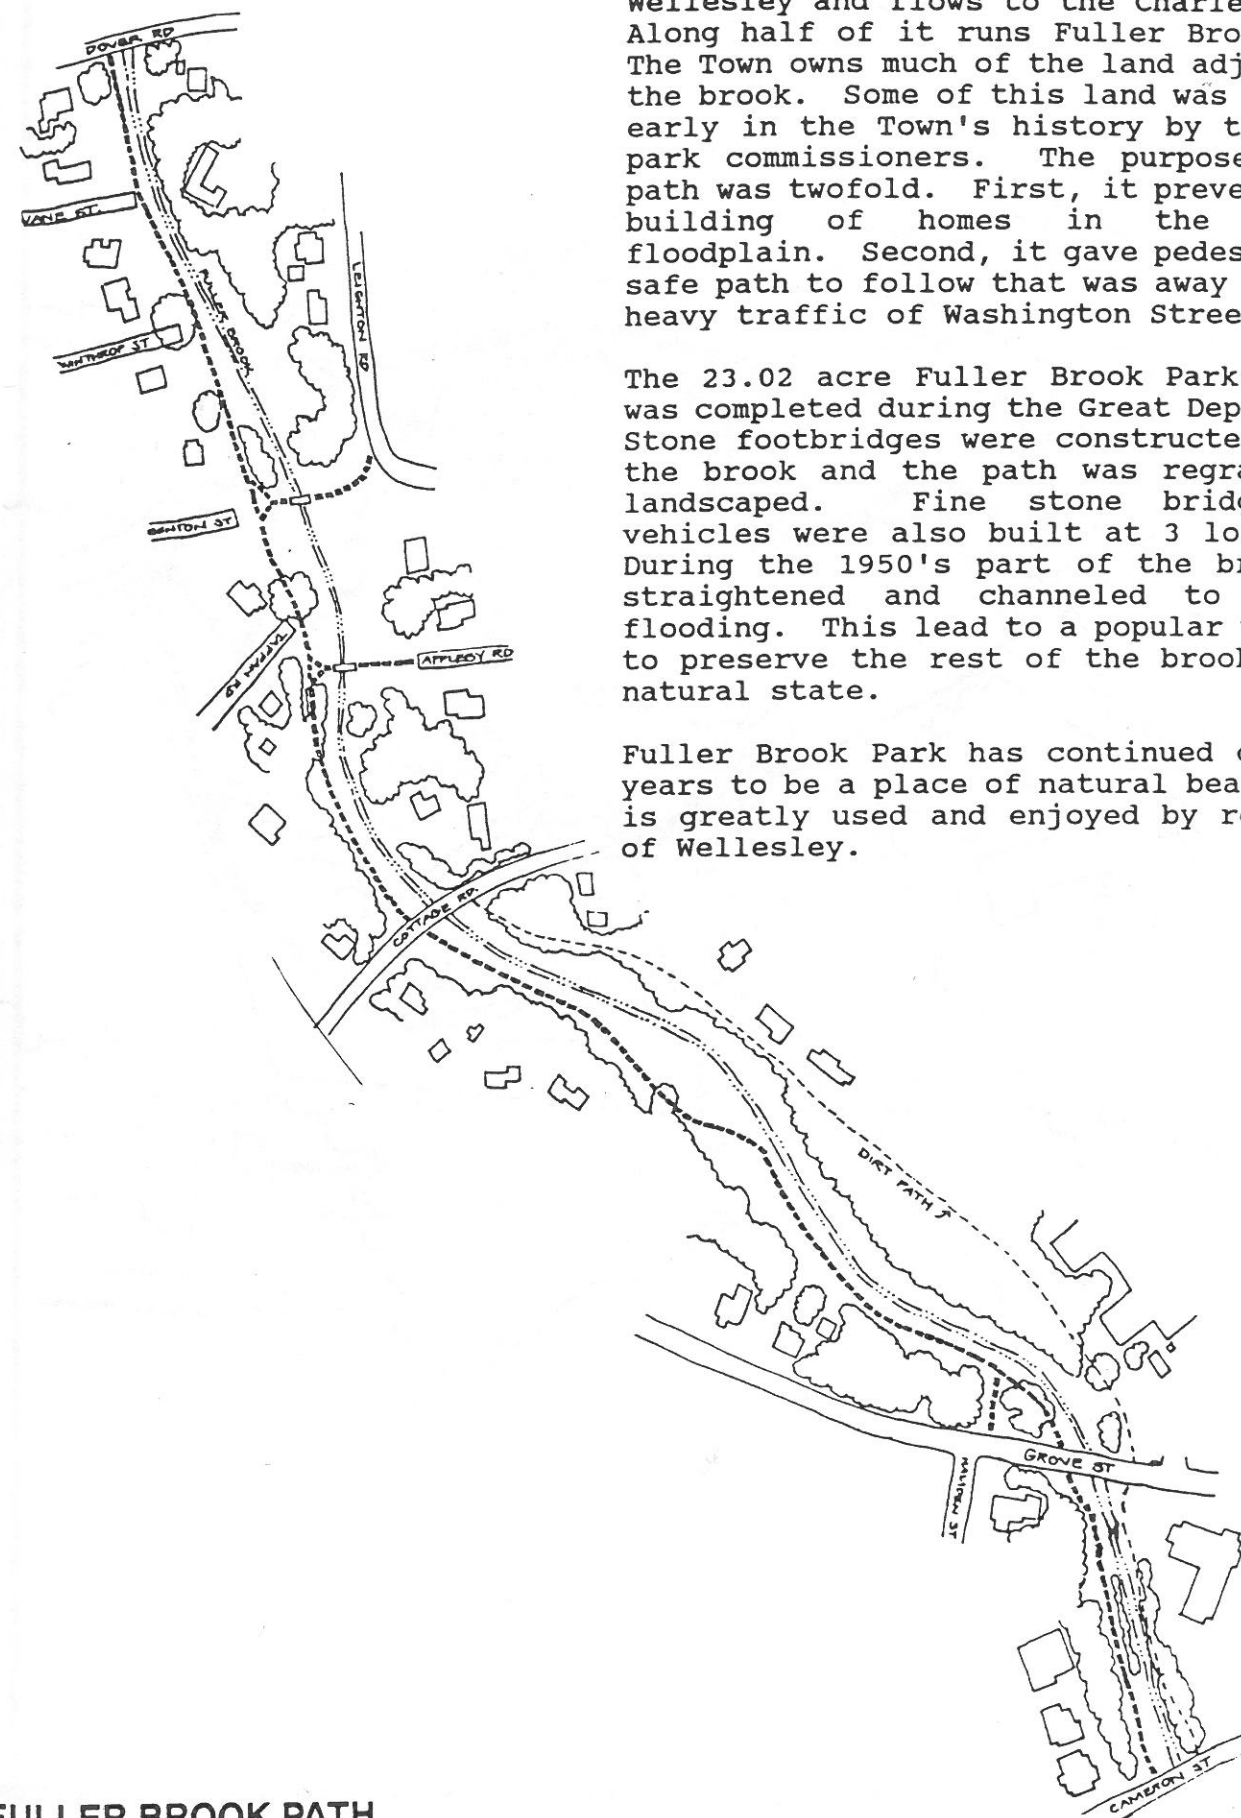 Wellesley and flows to the Charle
Along half of it runs Fuller Bro
The Town owns much of the land adj
the brook. Some of this land was
early in the Town's history by t
park commissioners. The purpose
path was twofold. First, it preve
building of homes in the
floodplain. Second, it gave pedes
safe path to follow that was away
heavy traffic of Washington Stree
The 23.02 acre Fuller Brook Park
was completed during the Great Dep
Stone footbridges were constructe
the brook and the path was regra
landscaped. Fine stone brid
vehicles were also built at 3 lo
During the 1950's part of the b
straightened and channeled to
flooding. This lead to a popular
to preserve the rest of the brook
natural state.
Fuller Brook Park has continued
years to be a place of natural bea
is greatly used and enjoyed by r
of Wellesley.
DOVER RD
VANE ST.
FULLER BROOK
LEIGHTON RD
WINTHROP ST
BENTON ST
TAPPAN RD
APPLEBY RD
COTTAGE RD.
DIRT PATH
GROVE ST
CAMERON ST
FULLER BROOK PATH